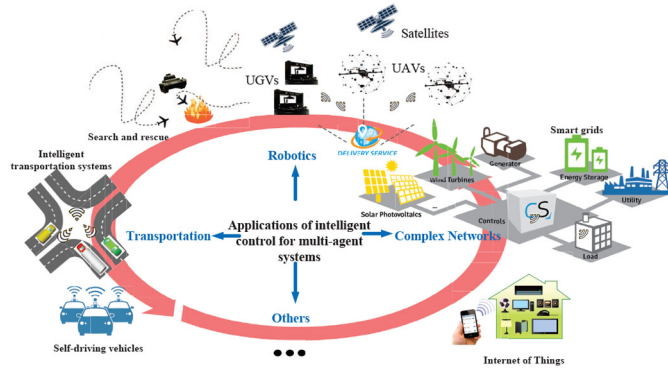 Satellites
UGVs
UAVs
Search and rescue
DELIVERY SERVICE
Generator
Smart grids
Intelligent
transportation systems
Robotics
Wind Turbines
Energy Storage
Utility
Solar Photovoltaics
Controls
Load
Transportation
Applications of intelligent
control for multi-agent
systems
Complex Networks
Others
Self-driving vehicles
Internet of Things